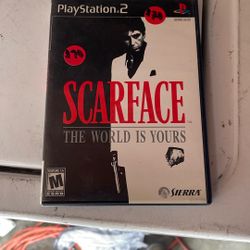 PlayStation 2
SCARFACE
THE WORLD IS YOURS
M
SIERRA